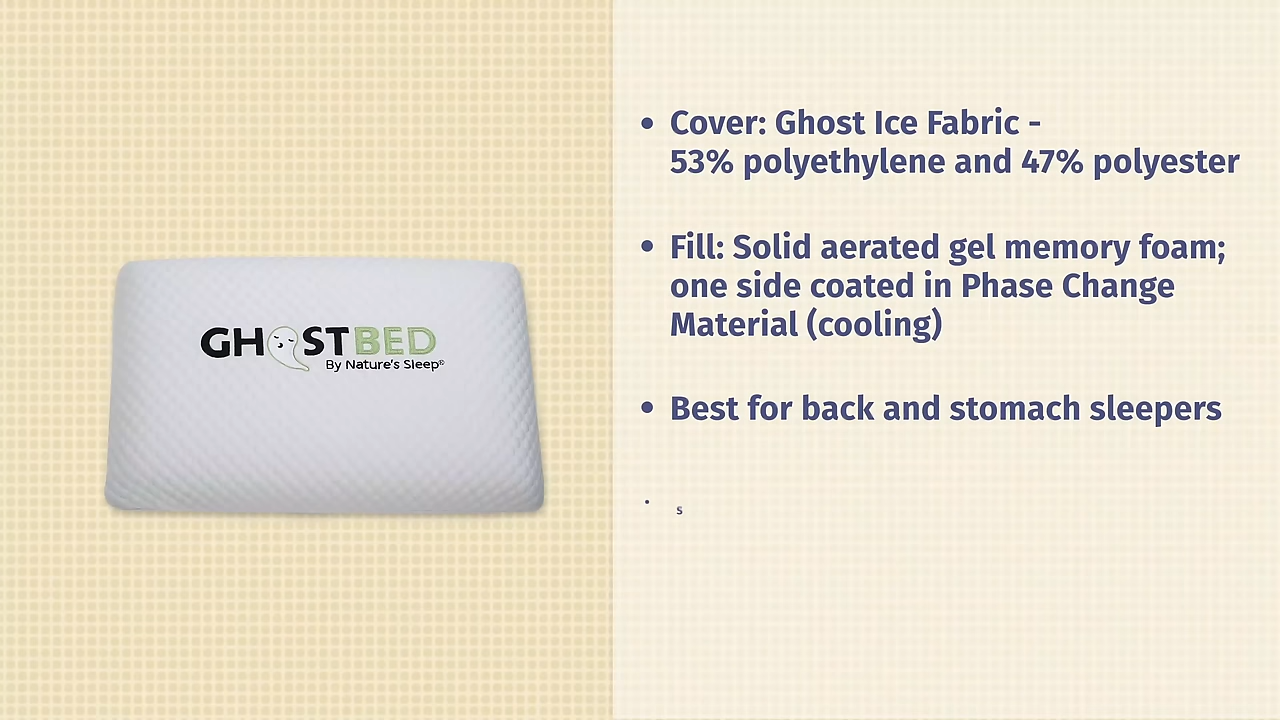 GHOSTBED
By Nature's Sleep®
• Cover: Ghost Ice Fabric -
53% polyethylene and 47% polyester
• Fill: Solid aerated gel memory foam;
one side coated in Phase Change
Material (cooling)
• Best for back and stomach sleepers
• s